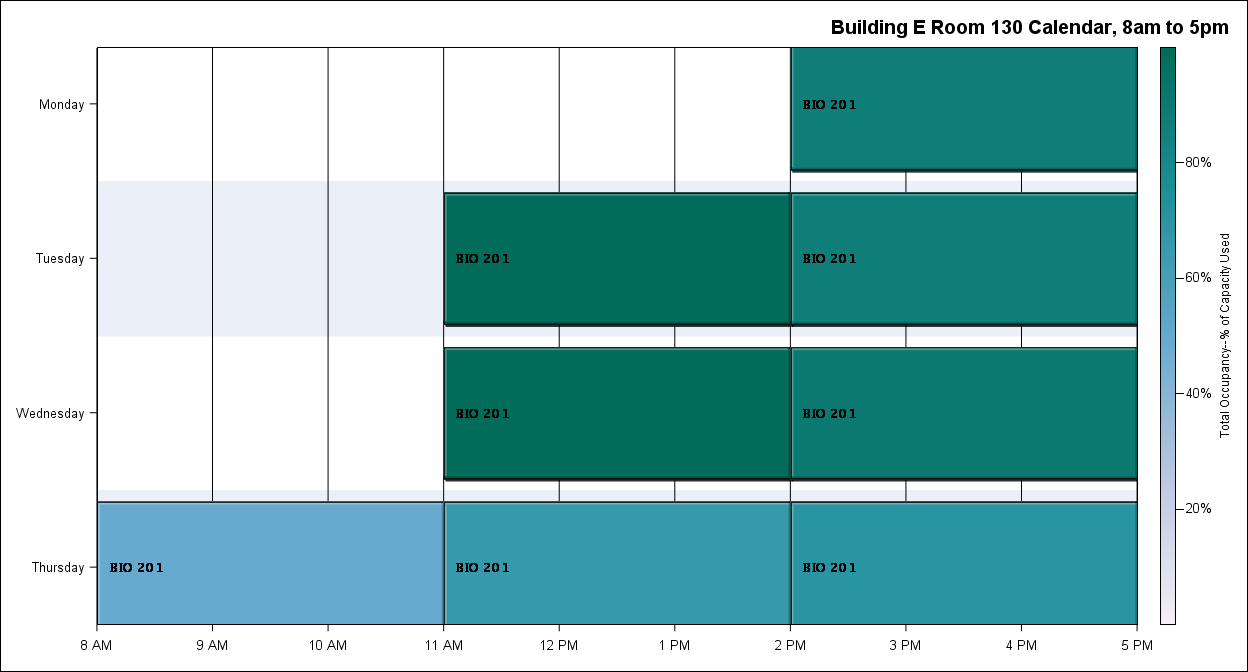 Building E Room 130 Calendar, 8am to 5pm
Monday
BIO 201
80%
Tuesday
BIO 201
BIO 201
60%
Total Occupancy--% of Capacity Used
40%
Wednesday
BIO 201
BIO 201
20%
Thursday
BIO 201
BIO 201
BIO 201
8 AM
9 AM
10 AM
11 AM
12 PM
1 PM
2 PM
3 PM
4 PM
5 PM